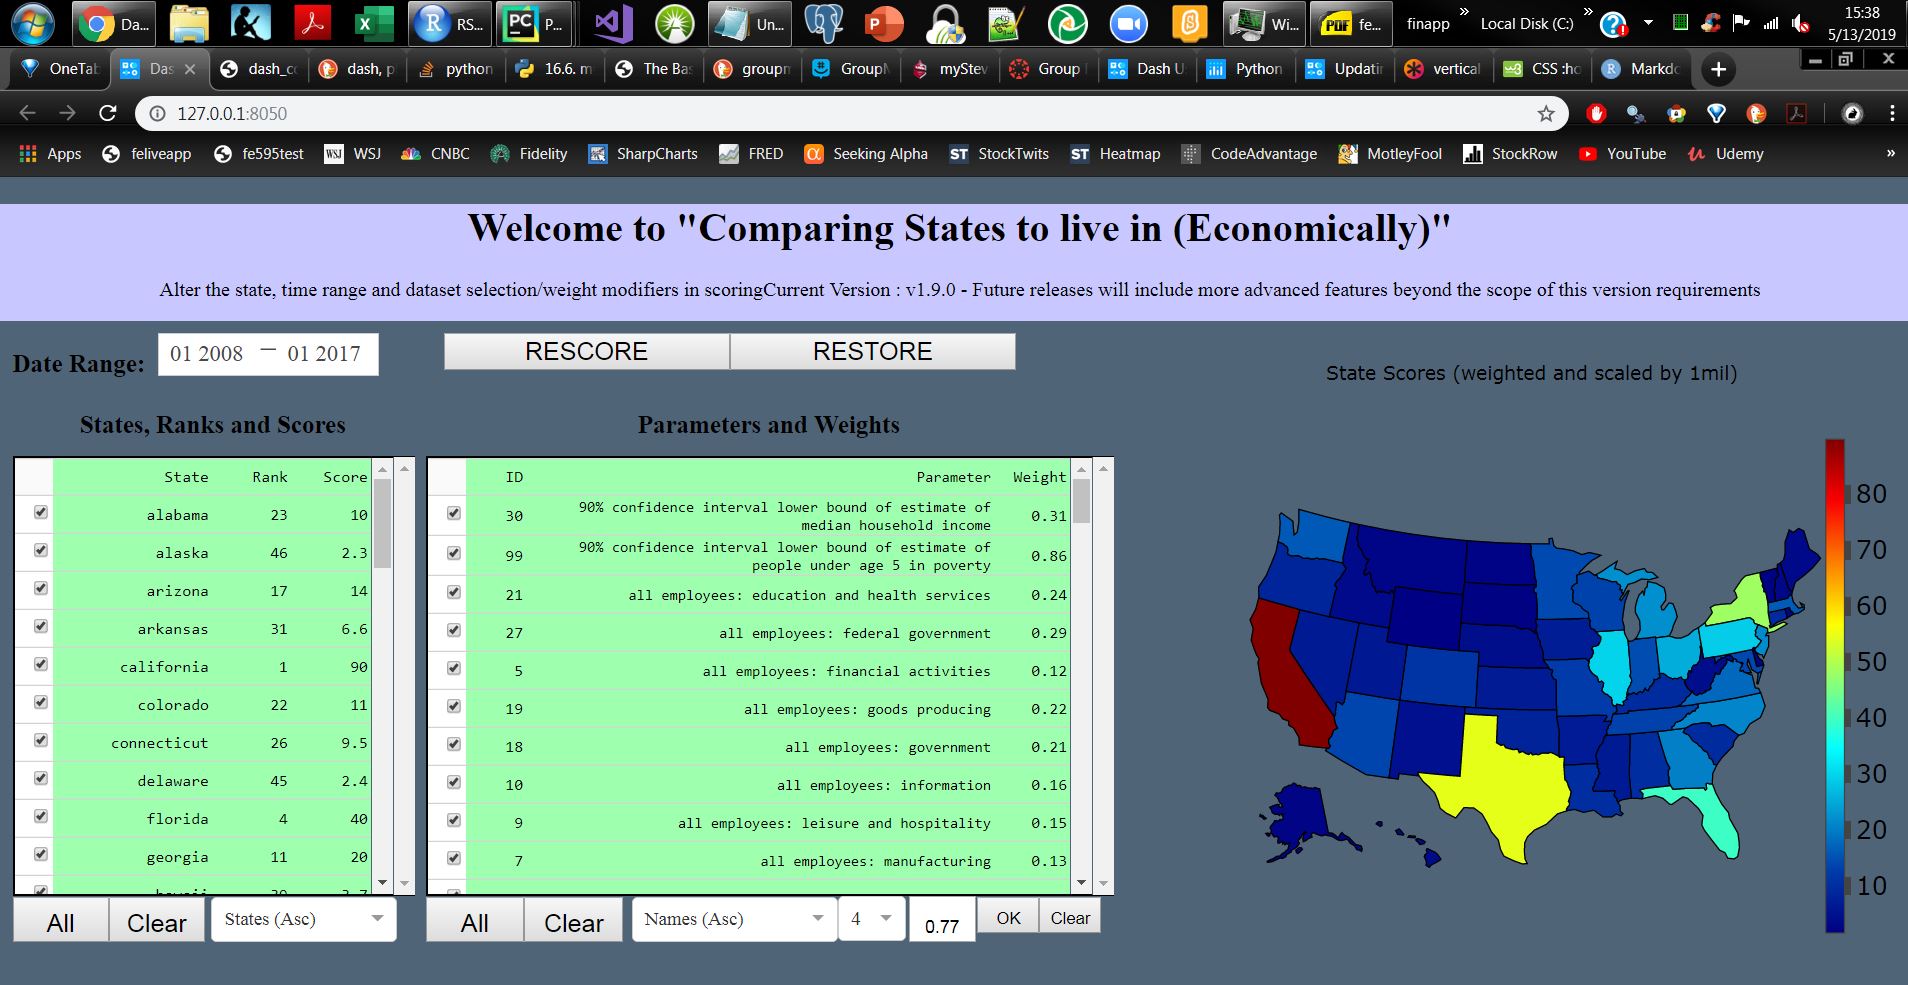 Da...
RS...
PC P...
Un...
Wi...
PDF fe...
finapp
»
Local Disk (C:)
»
15:38
5/13/2019
OneTab
Das
dash_co
dash, p
python
16.6. m
The Bas
groupm
GroupM
myStev
Group
Dash U
Python
Updatin
vertical
CSS :ho
Markdo
127.0.0.1:8050
Apps
feliveapp
fe595test
WSJ
WSJ
CNBC
Fidelity
SharpCharts
FRED
Seeking Alpha
ST StockTwits
ST Heatmap
CodeAdvantage
MotleyFool
StockRow
YouTube
Udemy
»
Welcome to "Comparing States to live in (Economically)"
Alter the state, time range and dataset selection/weight modifiers in scoringCurrent Version : v1.9.0 - Future releases will include more advanced features beyond the scope of this version requirements
Date Range: 01 2008 – 01 2017
RESCORE
RESTORE
States, Ranks and Scores
State Rank Score
alabama 23 10
alaska 46 2.3
arizona 17 14
arkansas 31 6.6
california 1 90
colorado 22 11
connecticut 26 9.5
delaware 45 2.4
florida 4 40
georgia 11 20
All
Clear
States (Asc)
Parameters and Weights
ID Parameter Weight
30 90% confidence interval lower bound of estimate of
median household income 0.31
99 90% confidence interval lower bound of estimate of
people under age 5 in poverty 0.86
21 all employees: education and health services 0.24
27 all employees: federal government 0.29
5 all employees: financial activities 0.12
19 all employees: goods producing 0.22
18 all employees: government 0.21
10 all employees: information 0.16
9 all employees: leisure and hospitality 0.15
7 all employees: manufacturing 0.13
All
Clear
Names (Asc)
4
0.77
OK
Clear
State Scores (weighted and scaled by 1mil)
80
70
60
50
40
30
20
10